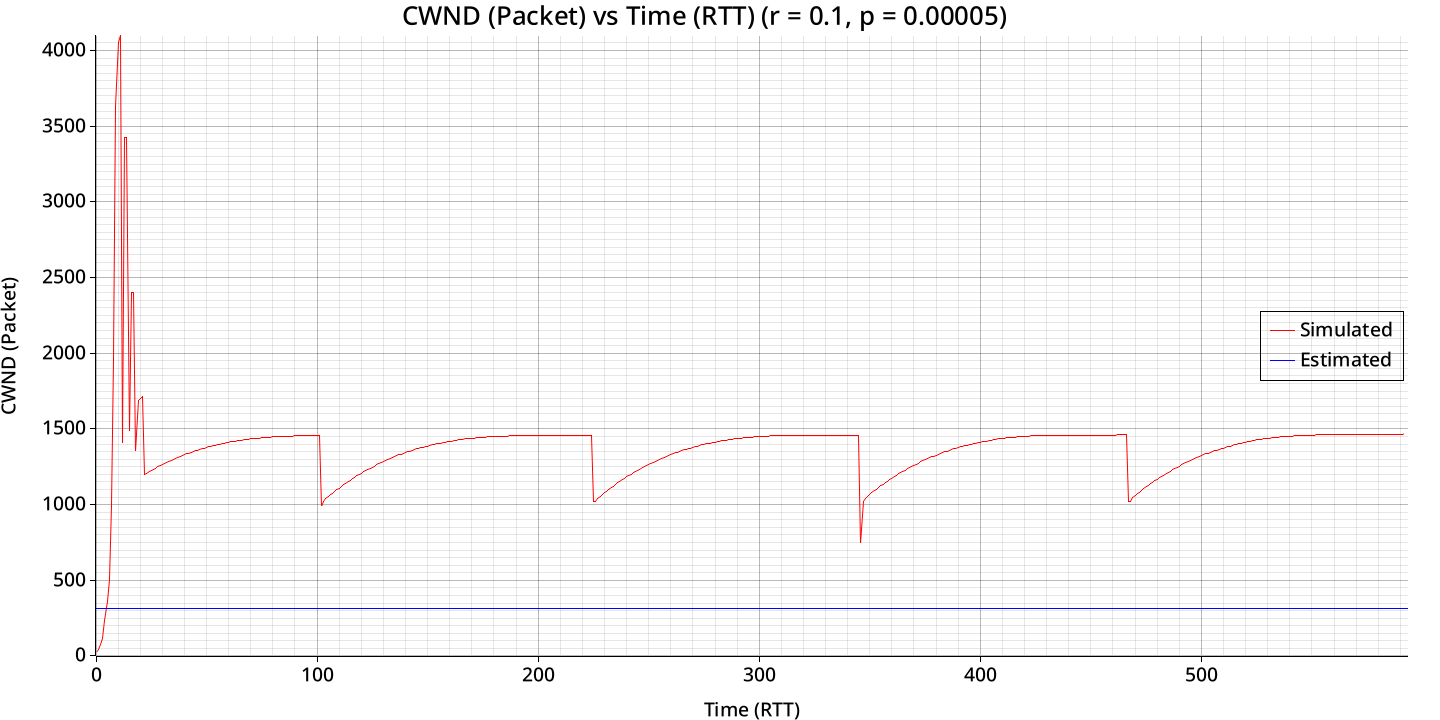 CWND (Packet) vs Time (RTT) (r = 0.1, p = 0.00005)
CWND (Packet)
4000
3500
3000
2500
2000
1500
1000
500
0
Simulated
Estimated
0 100 200 300 400 500
Time (RTT)